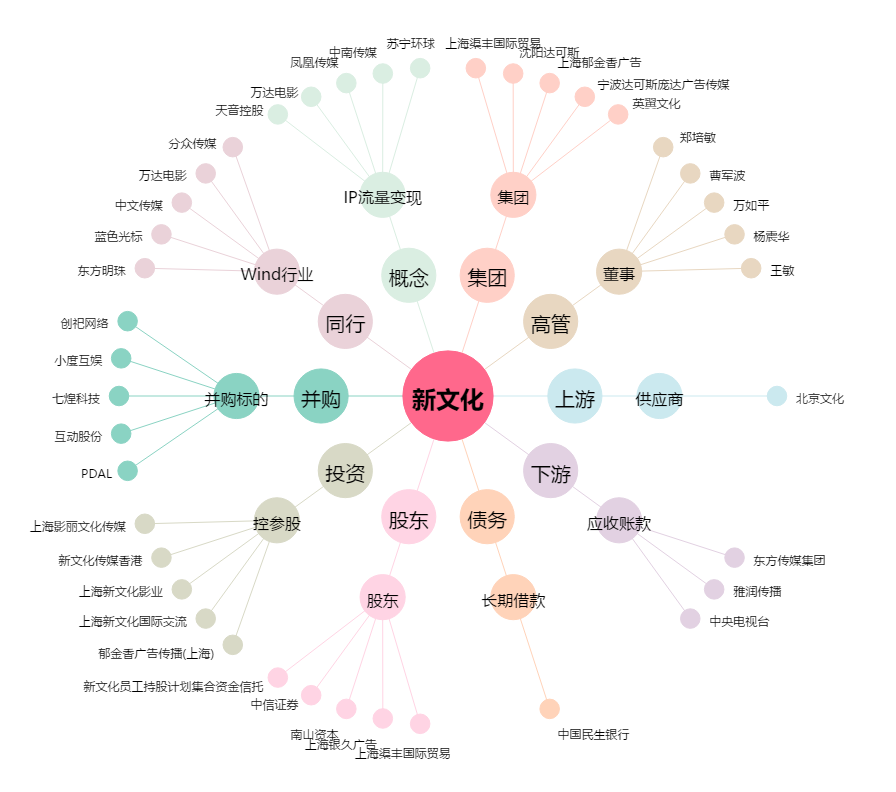 苏宁环球
中南传媒
凤凰传媒
万达电影
天音控股
IP流量变现
概念
上海渠丰国际贸易
沈阳达可斯
上海郁金香广告
宁波达可斯庞达广告传媒
英翼文化
集团
集团
郑培敏
曹军波
万如平
杨震华
王敏
董事
高管
分众传媒
万达电影
中文传媒
蓝色光标
东方明珠
Wind行业
同行
创祀网络
小度互娱
七煌科技
互动股份
PDAL
并购标的
并购
新文化
上游
供应商
北京文化
投资
控参股
上海影丽文化传媒
新文化传媒香港
上海新文化影业
上海新文化国际交流
郁金香广告传播(上海)
股东
股东
新文化员工持股计划集合资金信托
中信证券
南山资本
上海银久广告
上海渠丰国际贸易
债务
长期借款
中国民生银行
下游
应收账款
东方传媒集团
雅润传播
中央电视台